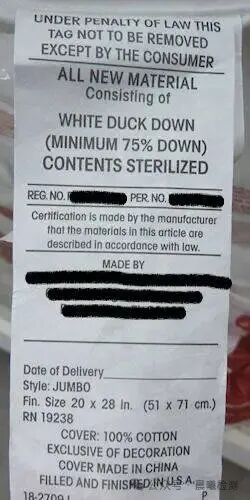 UNDER PENALTY OF LAW THIS
TAG NOT TO BE REMOVED
EXCEPT BY THE CONSUMER
ALL NEW MATERIAL
Consisting of
WHITE DUCK DOWN
(MINIMUM 75% DOWN)
CONTENTS STERILIZED
REG. NO. PER. NO.
Certification is made by the manufacturer
that the materials in this article are
described in accordance with law.
MADE BY
Date of Delivery
Style: JUMBO
Fin. Size 20 x 28 in. (51 x 71 cm.)
RN 19238
COVER: 100% COTTON
EXCLUSIVE OF DECORATION
COVER MADE IN CHINA
FILLED AND FINISHED IN U.S.A.
18-2709
P